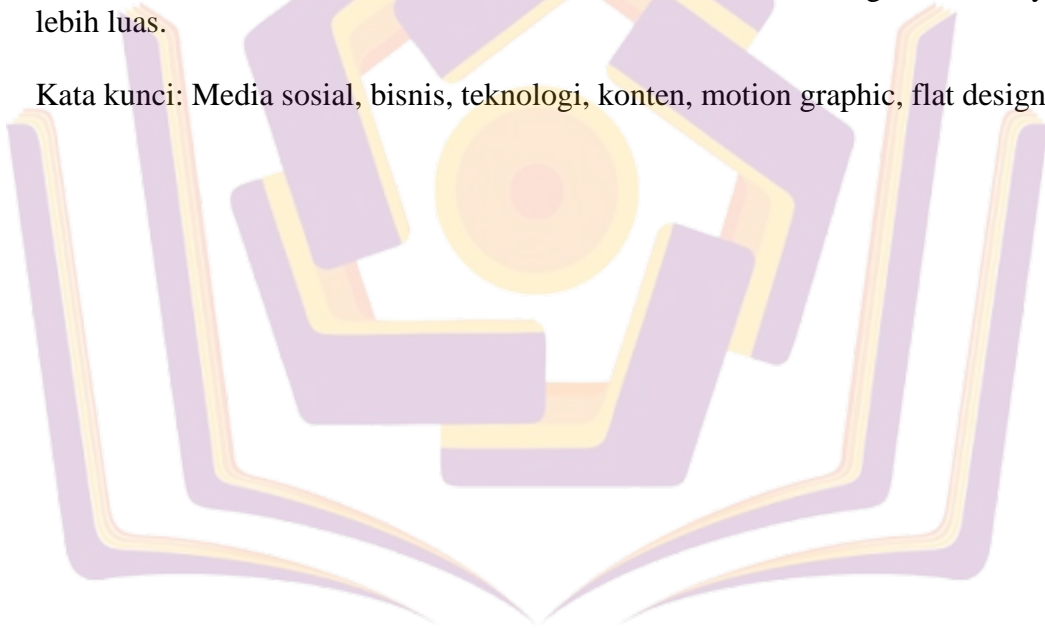 lebih luas.
Kata kunci: Media sosial, bisnis, teknologi, konten, motion graphic, flat design